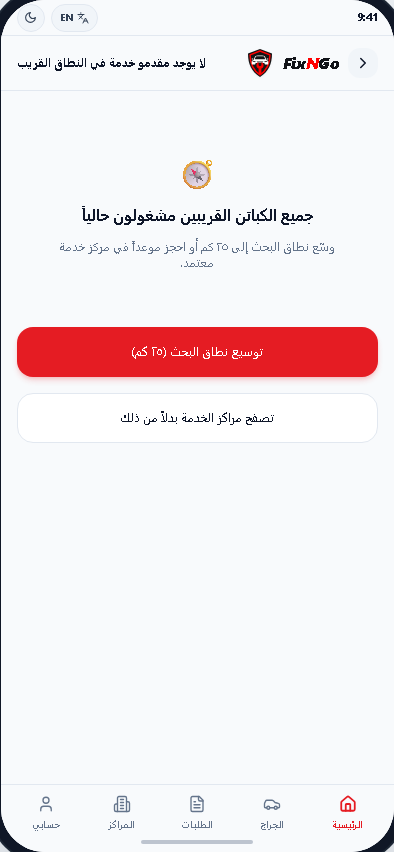 9:41
EN
FixNGo
لا يوجد مقدمو خدمة في النطاق القريب
جميع الكباتن القريبين مشغولون حالياً
وسّع نطاق البحث إلى ٢٥ كم أو احجز موعداً في مركز خدمة
معتمد.
توسيع نطاق البحث (٢٥ كم)
تصفح مراكز الخدمة بدلاً من ذلك
الرئيسية
الجراج
الطلبات
المراكز
حسابي